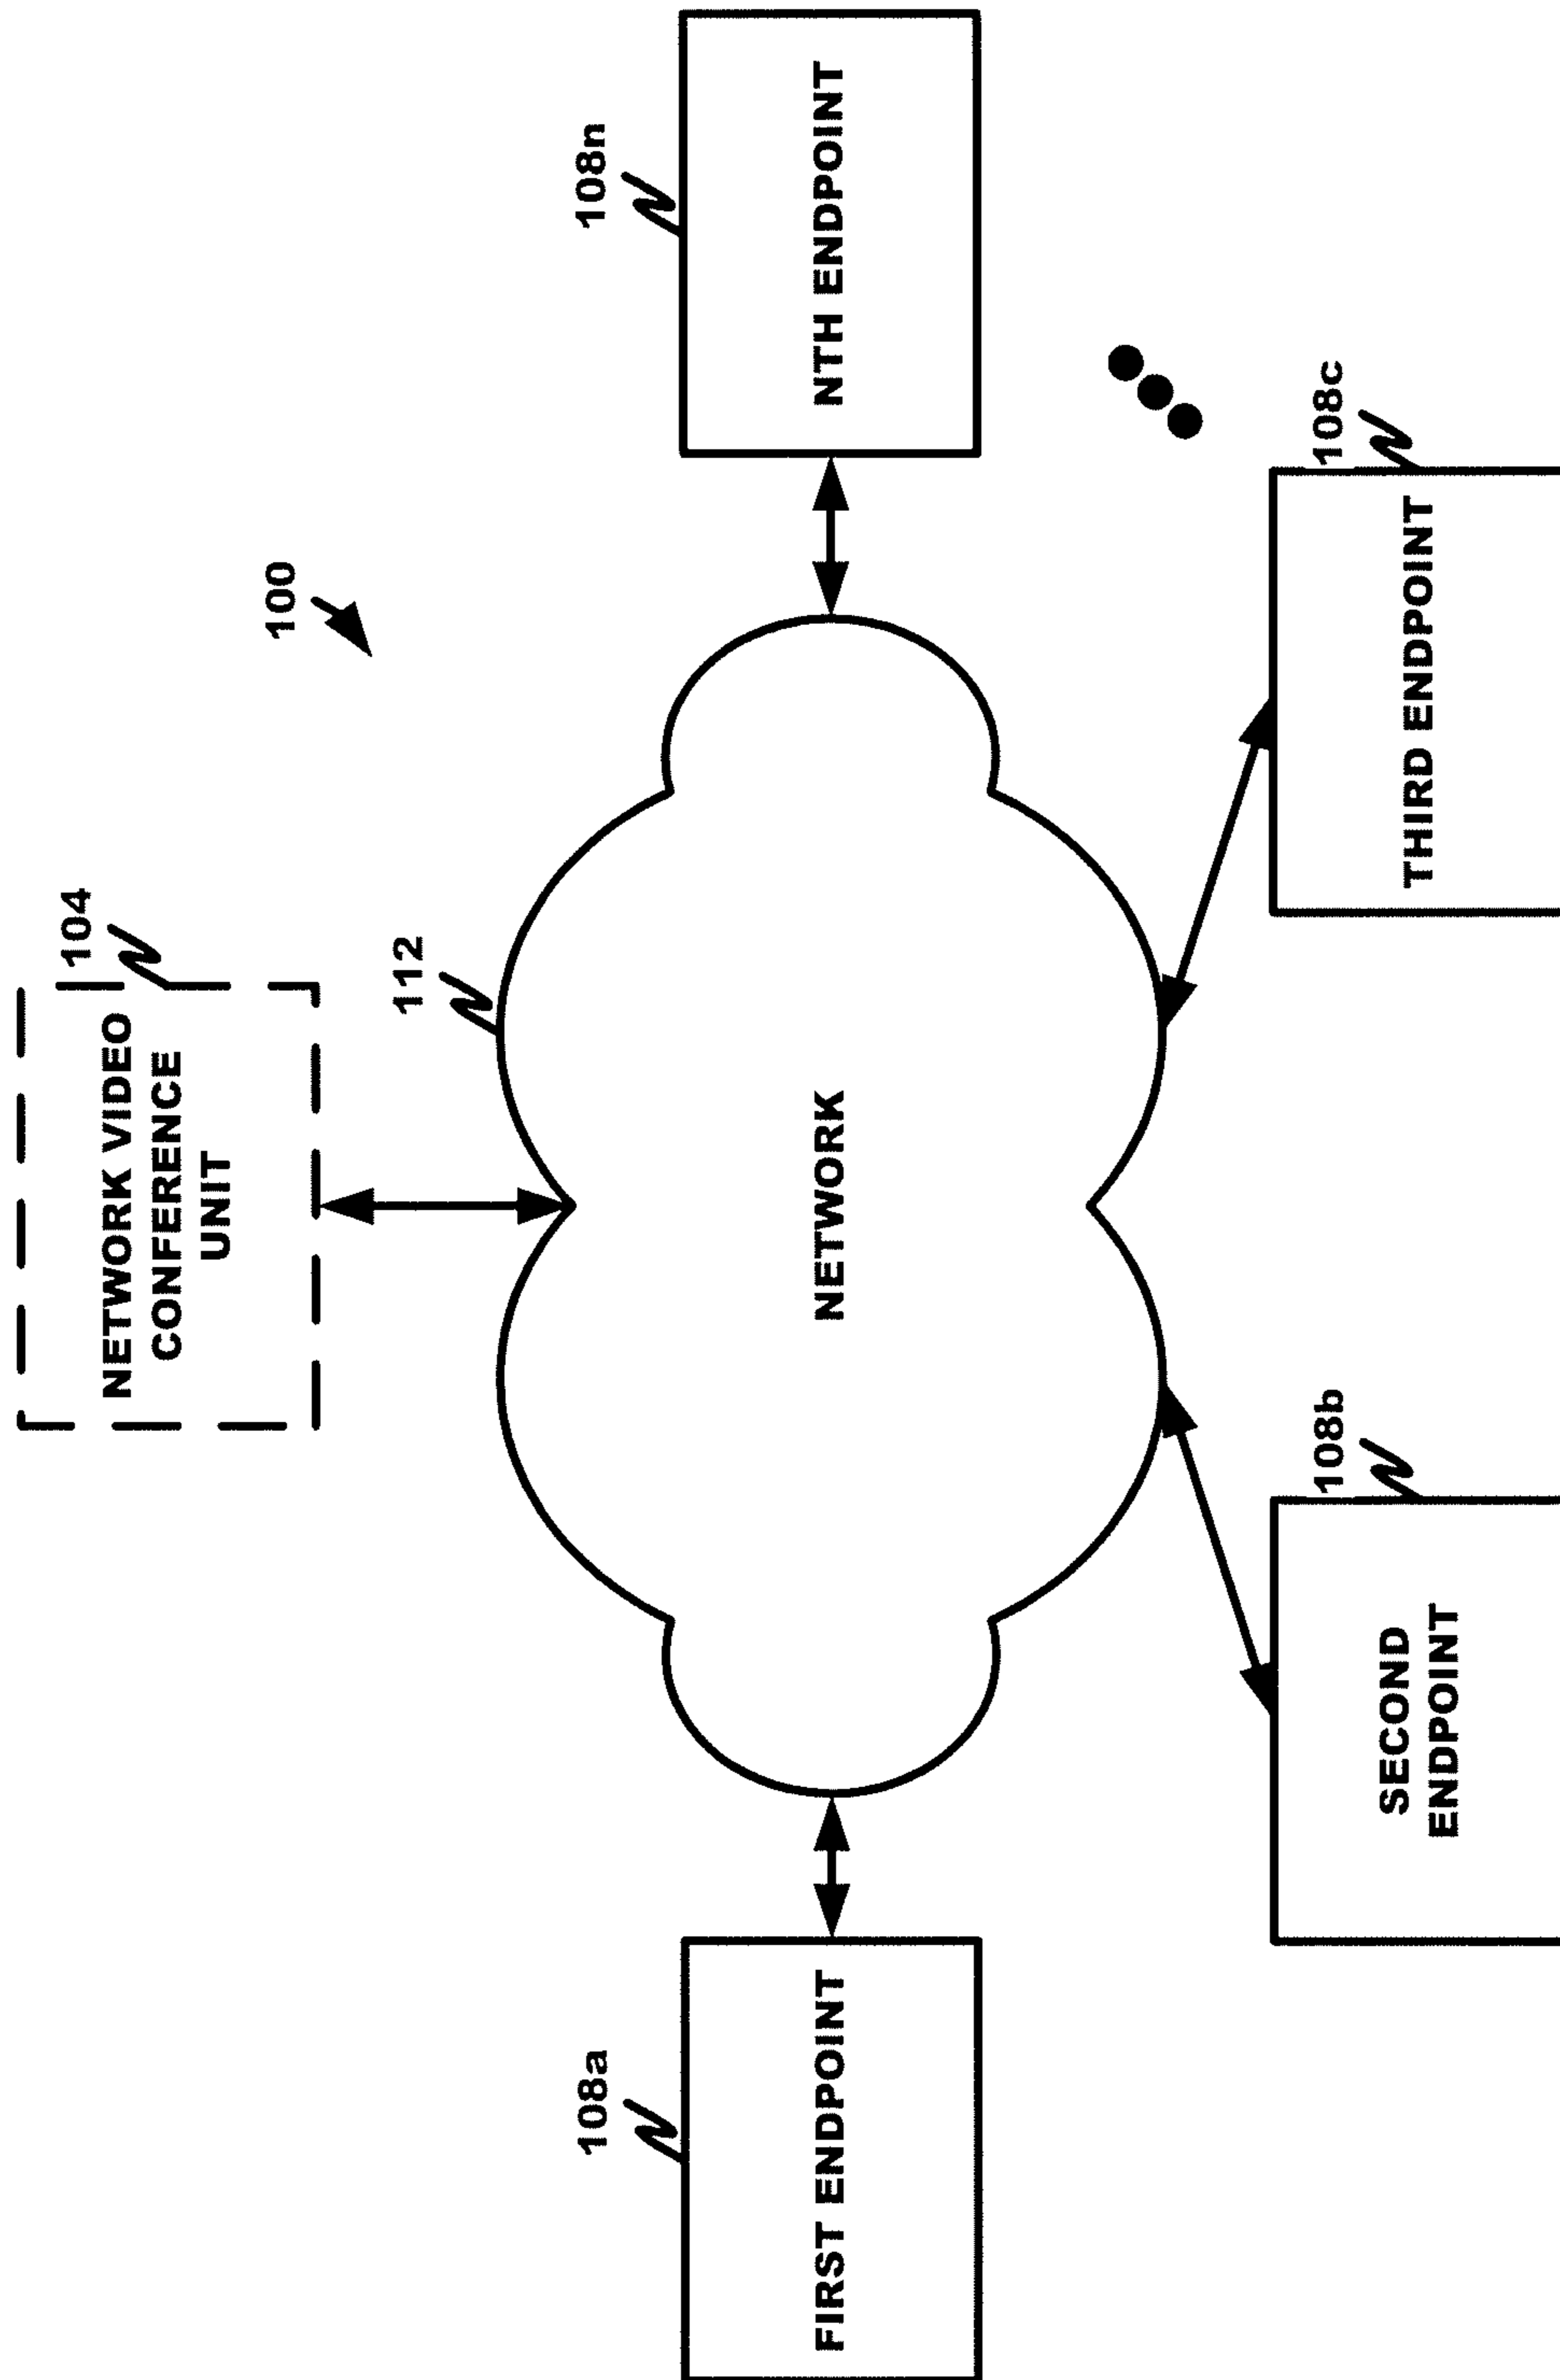 104
NETWORK VIDEO
CONFERENCE
UNIT
100
112
108a
FIRST ENDPOINT
NETWORK
108n
NTH ENDPOINT
108b
SECOND
ENDPOINT
108c
THIRD ENDPOINT